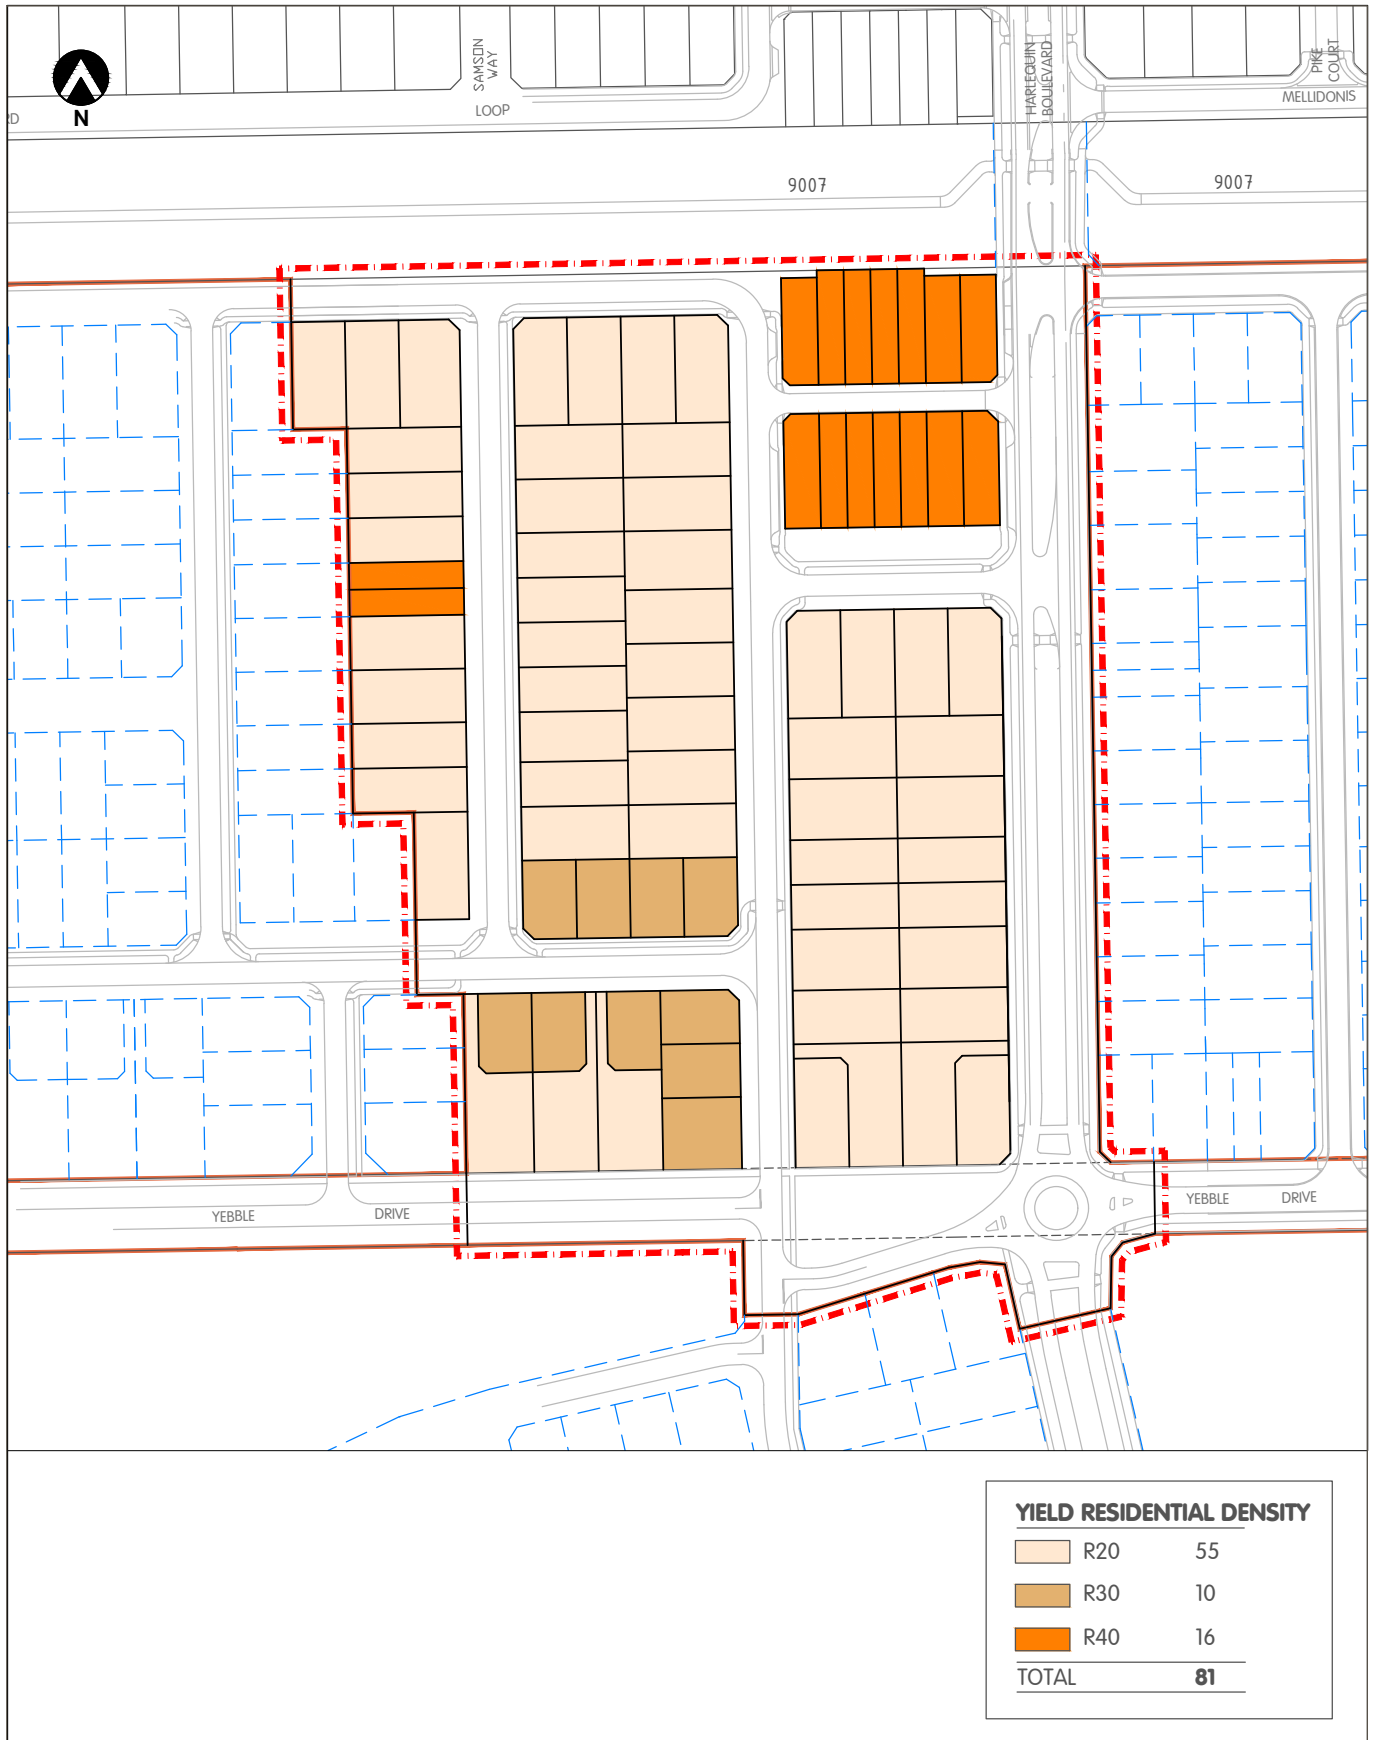 SAMSON
WAY
LOOP
HARLEQUIN
BOULEVARD
PIKE
COURT
MELLIDONIS
RD
N
9007
9007
YEBBLE DRIVE
YEBBLE DRIVE
YIELD RESIDENTIAL DENSITY
R20 55
R30 10
R40 16
TOTAL 81